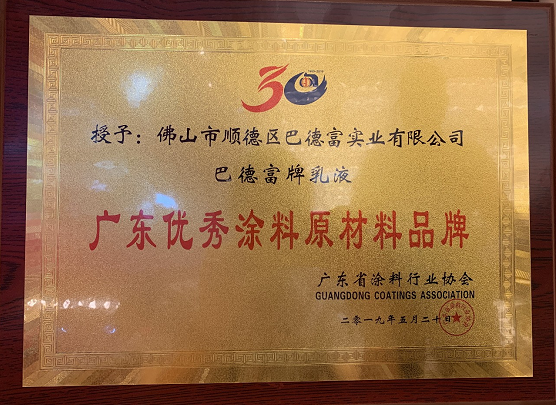 30
授予：佛山市顺德区巴德富实业有限公司
巴德富牌乳液
广东优秀涂料原材料品牌
广东省涂料行业协会
GUANGDONG COATINGS ASSOCIATION
二零一九年五月二十日